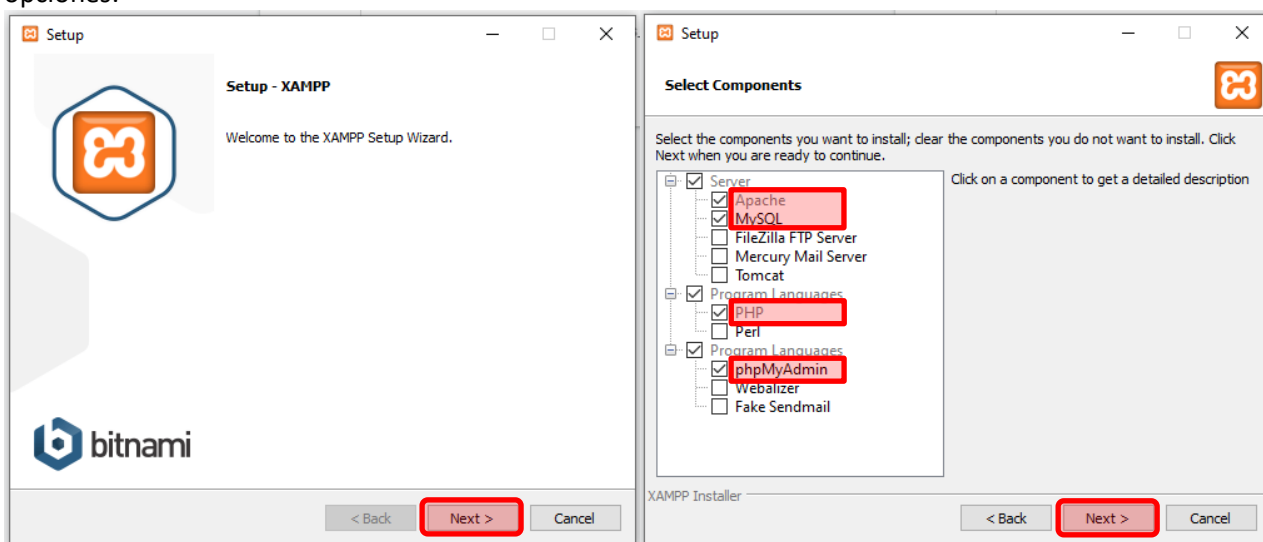 opciones.
Setup
Setup - XAMPP
Welcome to the XAMPP Setup Wizard.
bitnami
< Back Next > Cancel
Setup
Select Components
Select the components you want to install; clear the components you do not want to install. Click
Next when you are ready to continue.
Server
Apache
MySQL
FileZilla FTP Server
Mercury Mail Server
Tomcat
Program Languages
PHP
Perl
Program Languages
phpMyAdmin
Webalizer
Fake Sendmail
Click on a component to get a detailed description
XAMPP Installer
< Back Next > Cancel